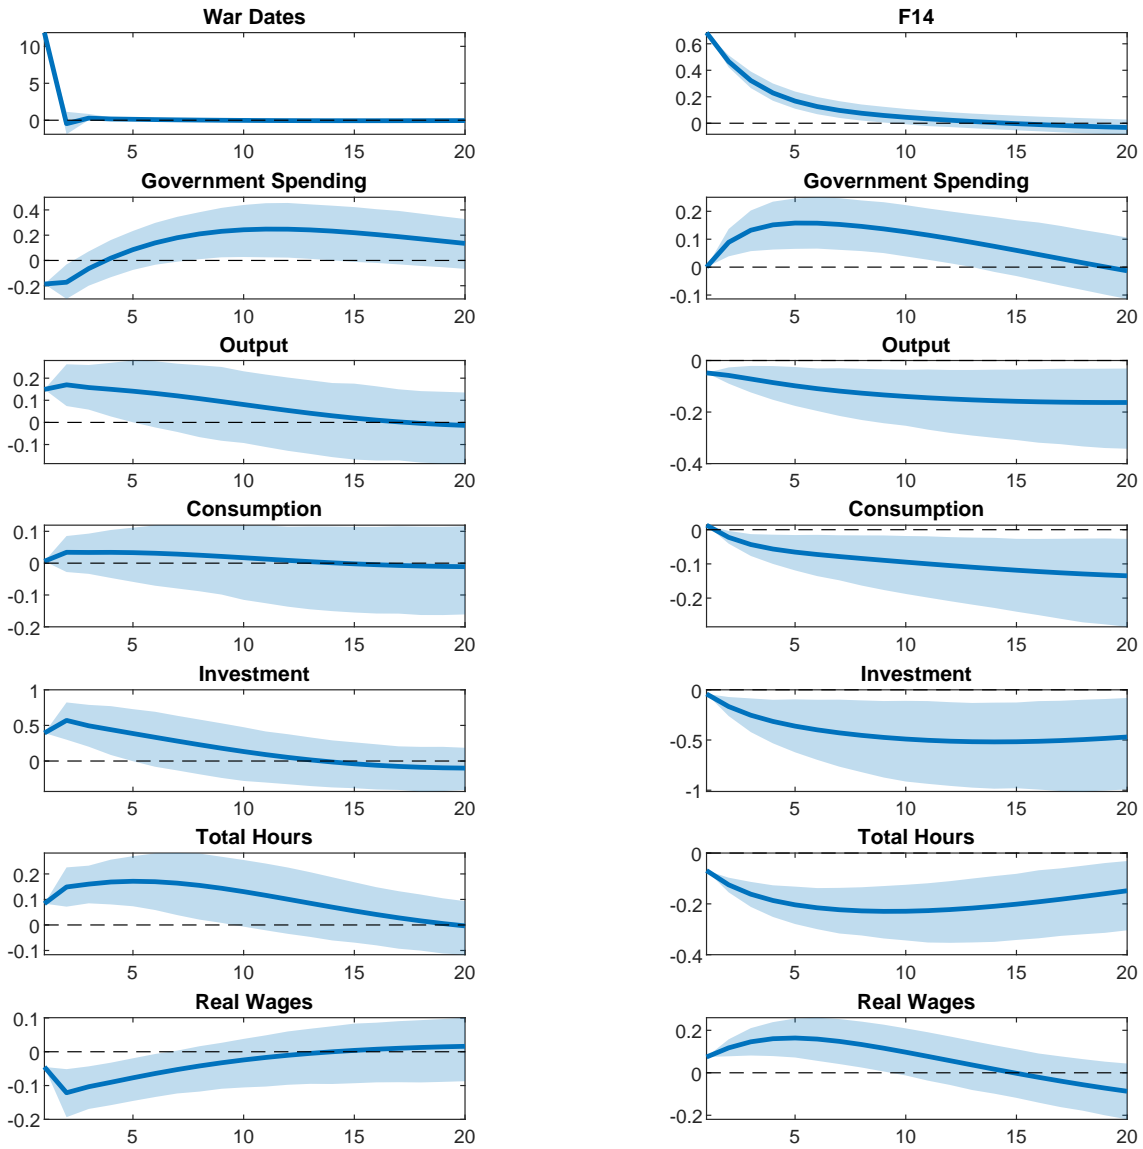 War Dates
10
5
0
5 10 15 20
Government Spending
0.4
0.2
0
-0.2
5 10 15 20
Output
0.2
0.1
0
-0.1
5 10 15 20
Consumption
0.1
0
-0.1
-0.2
5 10 15 20
Investment
1
0.5
0
5 10 15 20
Total Hours
0.2
0.1
0
-0.1
5 10 15 20
Real Wages
0.1
0
-0.1
-0.2
5 10 15 20
F14
0.6
0.4
0.2
0
5 10 15 20
Government Spending
0.2
0.1
0
-0.1
5 10 15 20
Output
0
-0.2
-0.4
5 10 15 20
Consumption
0
-0.1
-0.2
5 10 15 20
Investment
0
-0.5
-1
5 10 15 20
Total Hours
0
-0.2
-0.4
5 10 15 20
Real Wages
0.2
0
-0.2
5 10 15 20